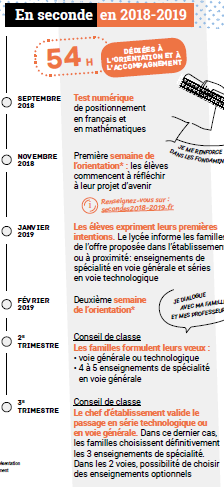 En seconde en 2018-2019
54 H
DÉDIÉES À
L'ORIENTATION ET À
L'ACCOMPAGNEMENT
SEPTEMBRE
2018
Test numérique
de positionnement
en français et
en mathématiques
JE ME RENFORCE
DANS LES FONDAMEN
NOVEMBRE
2018
Première semaine de
l'orientation* : les élèves
commencent à réfléchir
à leur projet d'avenir
Renseignez-vous sur :
secondes2018-2019.fr
JANVIER
2019
Les élèves expriment leurs premières
intentions. Le lycée informe les familles
de l'offre proposée dans l'établissement
ou à proximité: enseignements de
spécialité en voie générale et séries
en voie technologique
FÉVRIER
2019
Deuxième semaine
de l'orientation*
JE DIALOGUE
AVEC MA FAMILL
ET MES PROFESSEUR
2e
TRIMESTRE
Conseil de classe
Les familles formulent leurs vœux :
• voie générale ou technologique
• 4 à 5 enseignements de spécialité
en voie générale
3e
TRIMESTRE
Conseil de classe
Le chef d'établissement valide le
passage en série technologique ou
en voie générale. Dans ce dernier cas,
les familles choisissent définitivement
les 3 enseignements de spécialité.
Dans les 2 voies, possibilité de choisir
des enseignements optionnels